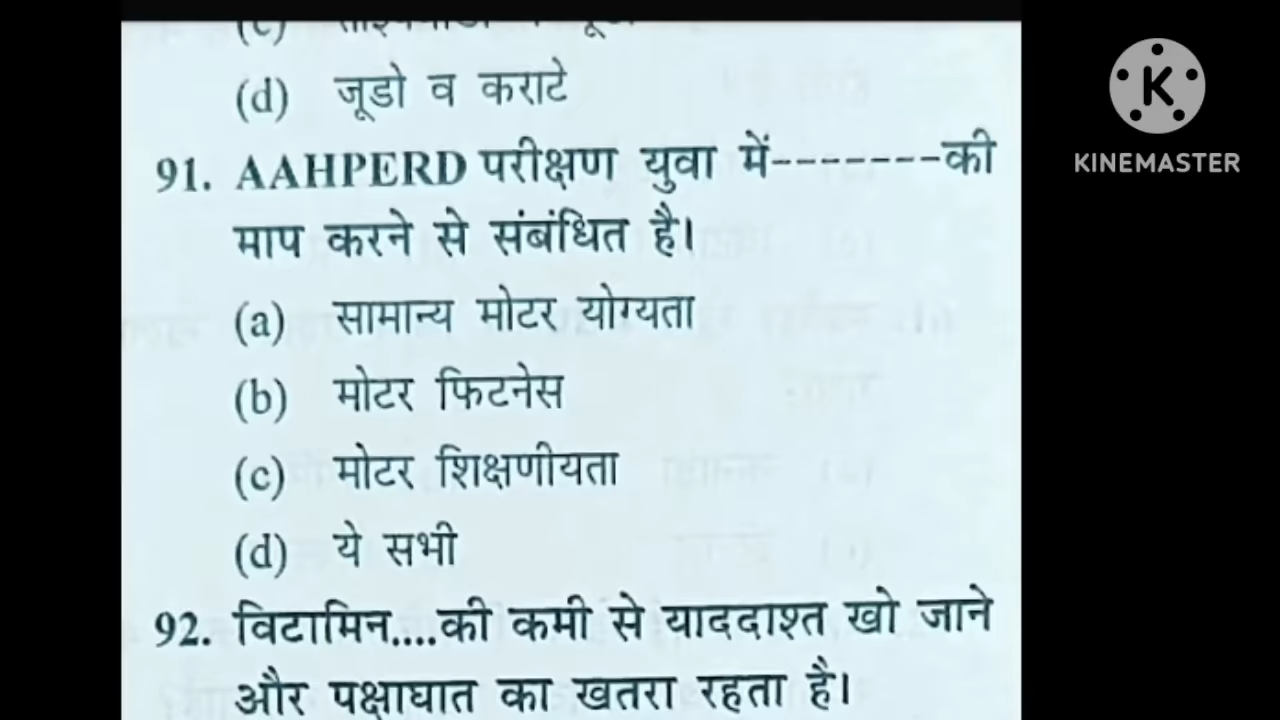 (d) जूडो व कराटे
91. AAHPERD परीक्षण युवा में-------की
माप करने से संबंधित है।
(a) सामान्य मोटर योग्यता
(b) मोटर फिटनेस
(c) मोटर शिक्षणीयता
(d) ये सभी
92. विटामिन....की कमी से याददाश्त खो जाने
और पक्षाघात का खतरा रहता है।
K
KINEMASTER